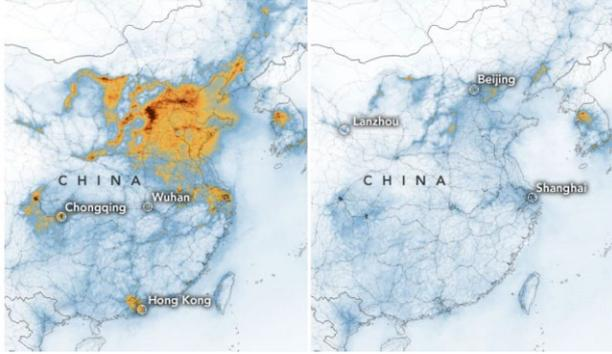 CHINA
Wuhan
Chongqing
Hong Kong
Beijing
Lanzhou
CHINA
Shanghai